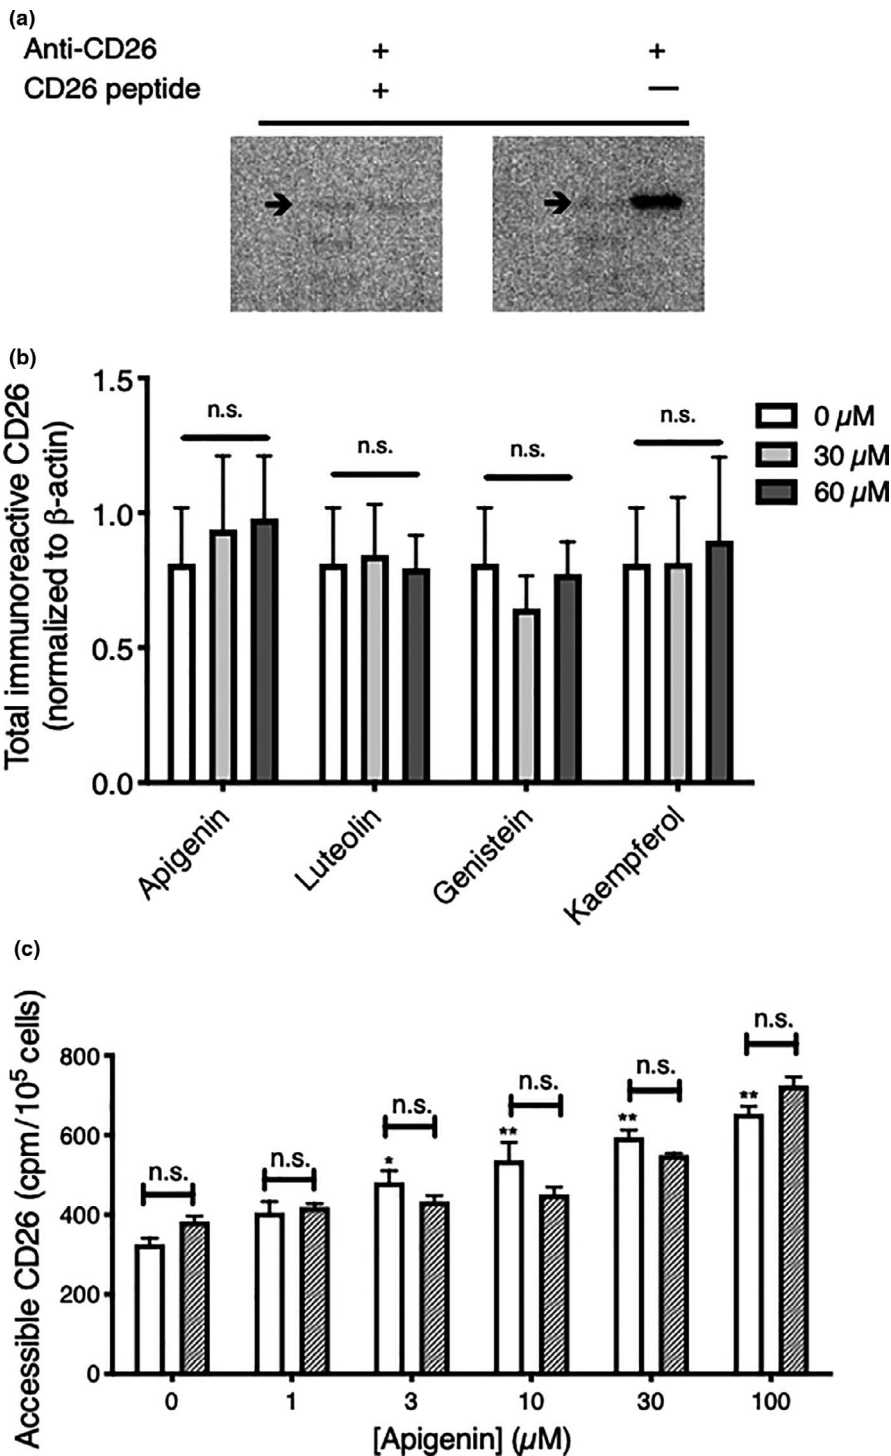 (a)
Anti-CD26 + +
CD26 peptide + —
(b)
Total immunoreactive CD26
(normalized to β-actin)
1.5
1.0
0.5
0.0
n.s.
n.s.
n.s.
n.s.
0 µM
30 µM
60 µM
Apigenin
Luteolin
Genistein
Kaempferol
(c)
Accessible CD26 (cpm/10⁵ cells)
800
600
400
200
0
n.s.
n.s.
n.s.
n.s.
n.s.
n.s.
*
**
**
**
0 1 3 10 30 100
[Apigenin] (µM)